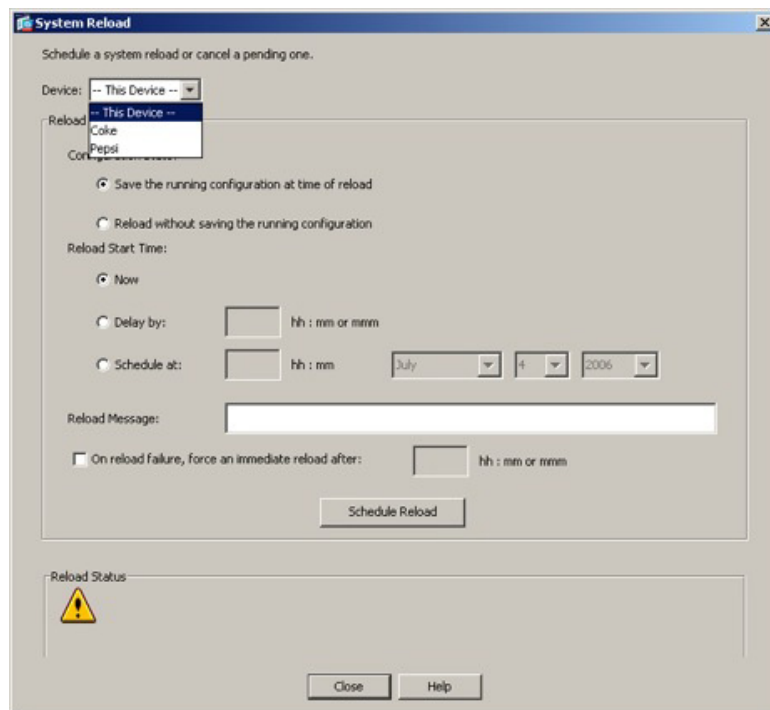 System Reload
Schedule a system reload or cancel a pending one.
Device: -- This Device --
-- This Device --
Coke
Pepsi
Reload
Save the running configuration at time of reload
Reload without saving the running configuration
Reload Start Time:
Now
Delay by: hh : mm or mmm
Schedule at: hh : mm July 4 2006
Reload Message:
On reload failure, force an immediate reload after: hh : mm or mmm
Schedule Reload
Reload Status
Close Help